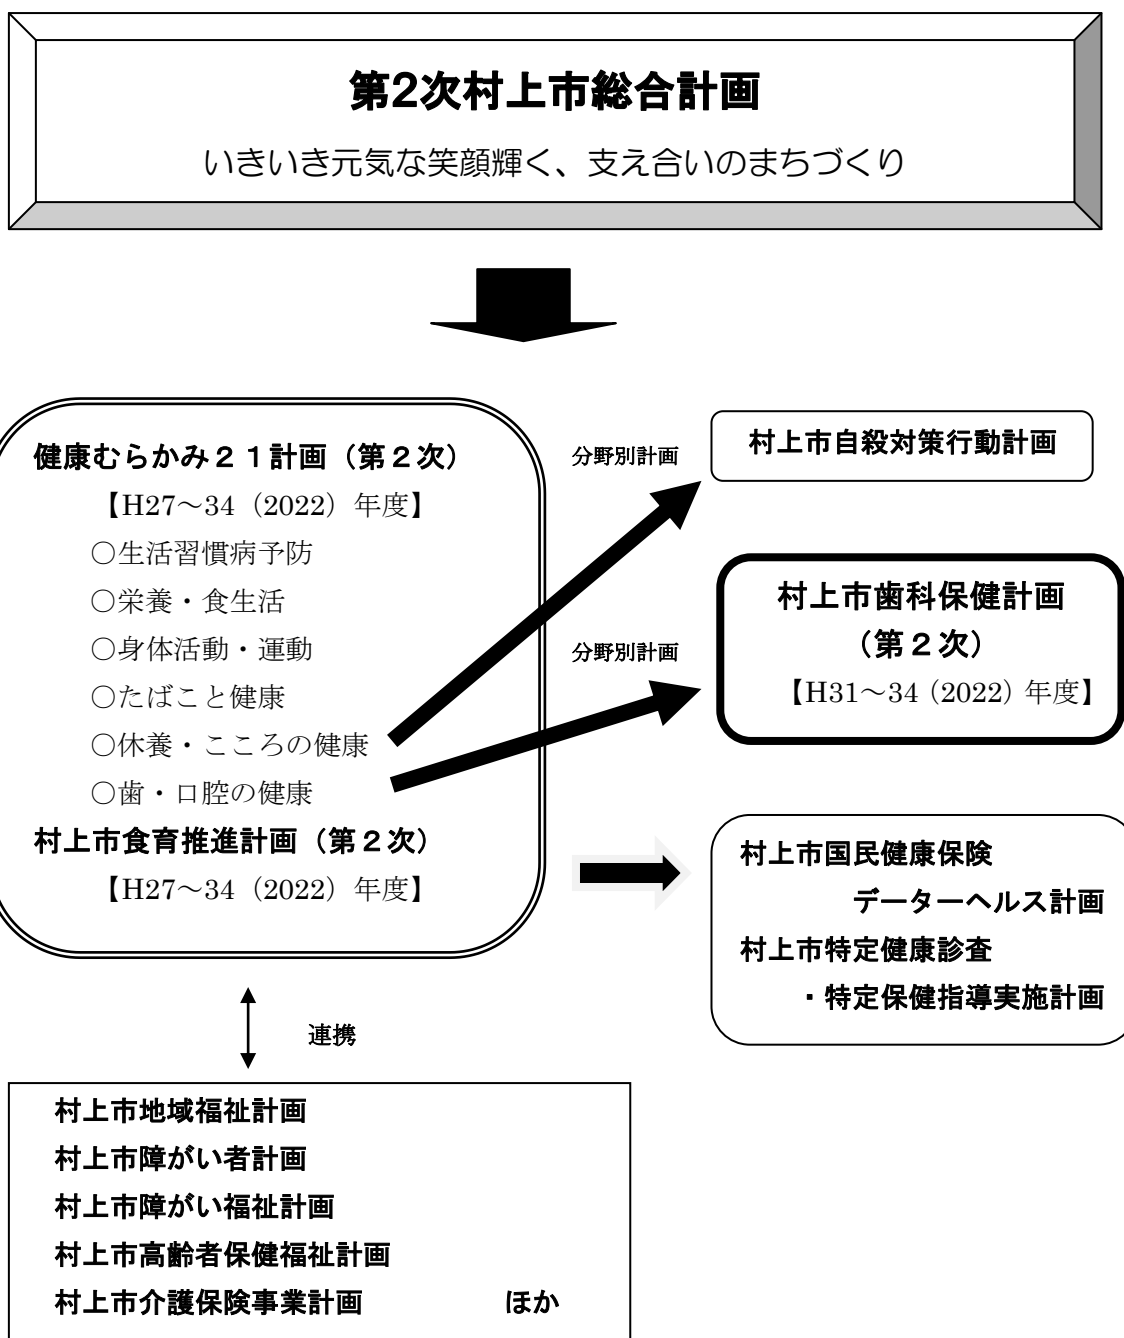 第2次村上市総合計画
いきいき元気な笑顔輝く、支え合いのまちづくり
健康むらかみ２１計画（第２次）
【H27～34（2022）年度】
○生活習慣病予防
○栄養・食生活
○身体活動・運動
○たばこと健康
○休養・こころの健康
○歯・口腔の健康
村上市食育推進計画（第２次）
【H27～34（2022）年度】
分野別計画
村上市自殺対策行動計画
分野別計画
村上市歯科保健計画
（第２次）
【H31～34（2022）年度】
村上市国民健康保険
データーヘルス計画
村上市特定健康診査
・特定保健指導実施計画
連携
村上市地域福祉計画
村上市障がい者計画
村上市障がい福祉計画
村上市高齢者保健福祉計画
村上市介護保険事業計画　ほか